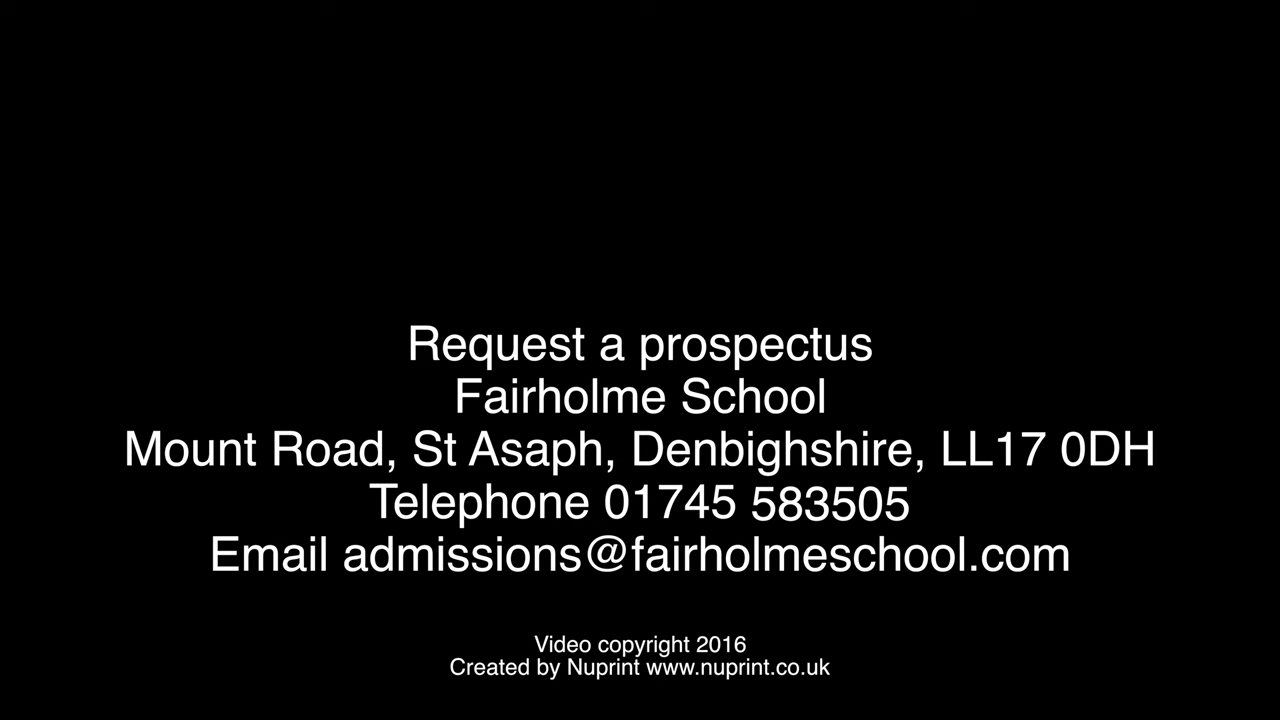 Request a prospectus
Fairholme School
Mount Road, St Asaph, Denbighshire, LL17 0DH
Telephone 01745 583505
Email admissions@fairholmeschool.com
Video copyright 2016
Created by Nuprint www.nuprint.co.uk